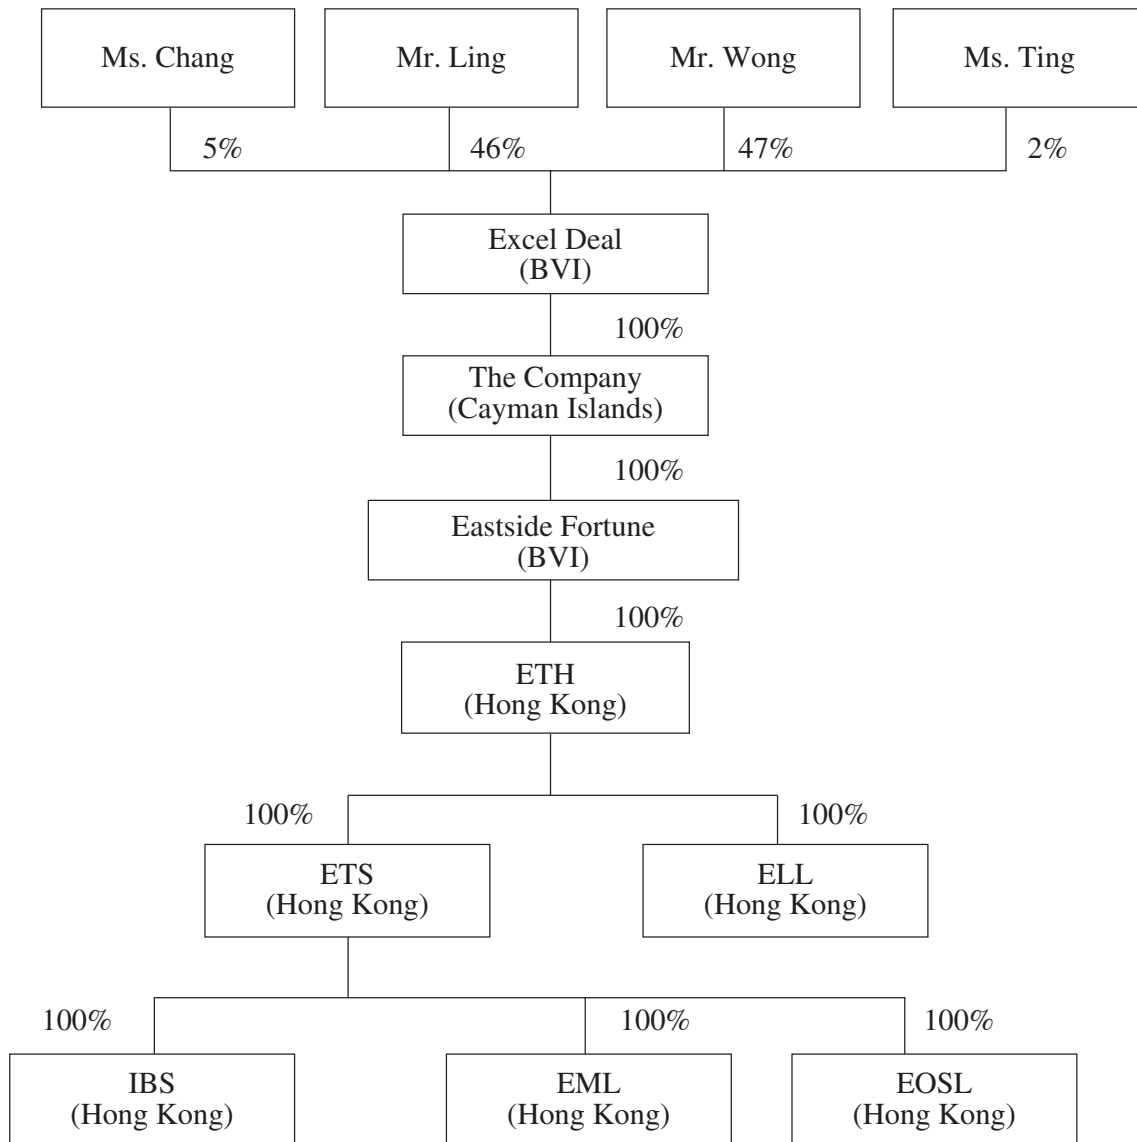 Ms. Chang
Mr. Ling
Mr. Wong
Ms. Ting
5%
46%
47%
2%
Excel Deal
(BVI)
100%
The Company
(Cayman Islands)
100%
Eastside Fortune
(BVI)
100%
ETH
(Hong Kong)
100%
100%
ETS
(Hong Kong)
ELL
(Hong Kong)
100%
100%
100%
IBS
(Hong Kong)
EML
(Hong Kong)
EOSL
(Hong Kong)